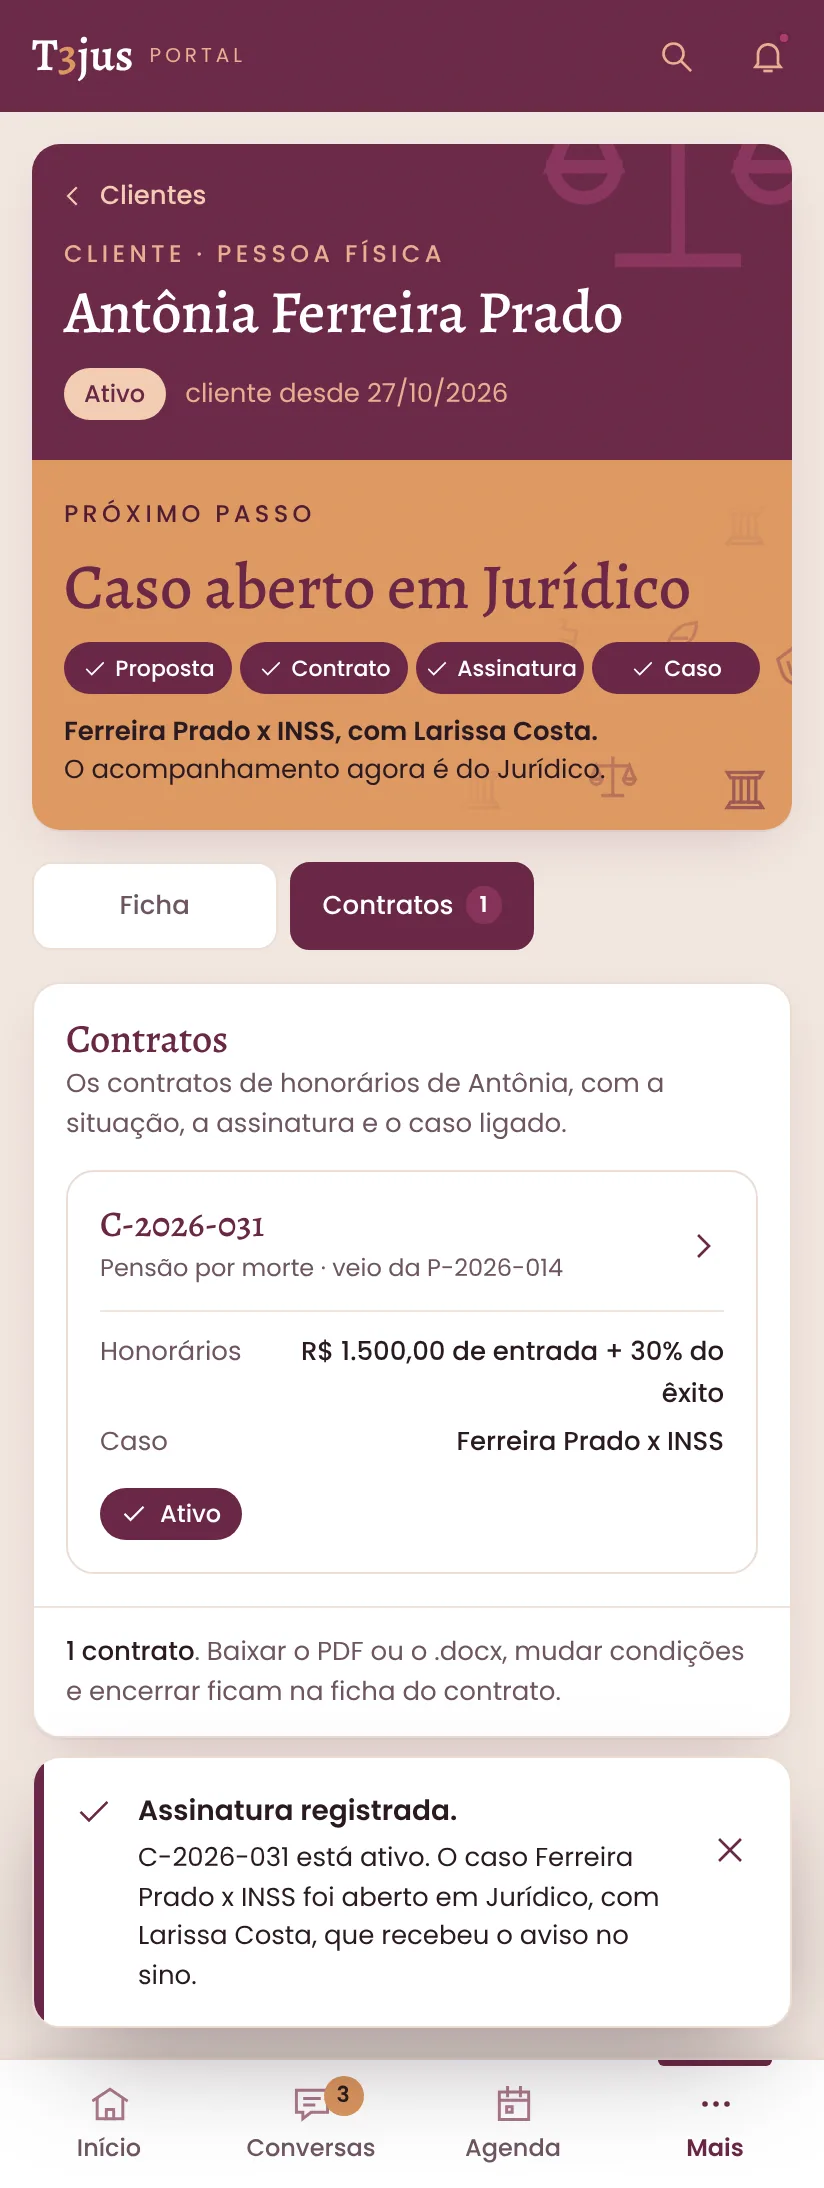 T3jus PORTAL
Clientes
CLIENTE · PESSOA FÍSICA
Antônia Ferreira Prado
Ativo cliente desde 27/10/2026
PRÓXIMO PASSO
Caso aberto em Jurídico
Proposta Contrato Assinatura Caso
Ferreira Prado x INSS, com Larissa Costa.
O acompanhamento agora é do Jurídico.
Ficha Contratos 1
Contratos
Os contratos de honorários de Antônia, com a
situação, a assinatura e o caso ligado.
C-2026-031
Pensão por morte · veio da P-2026-014
Honorários R$ 1.500,00 de entrada + 30% do
êxito
Caso Ferreira Prado x INSS
Ativo
1 contrato. Baixar o PDF ou o .docx, mudar condições
e encerrar ficam na ficha do contrato.
Assinatura registrada.
C-2026-031 está ativo. O caso Ferreira
Prado x INSS foi aberto em Jurídico, com
Larissa Costa, que recebeu o aviso no
sino.
3
Início Conversas Agenda Mais